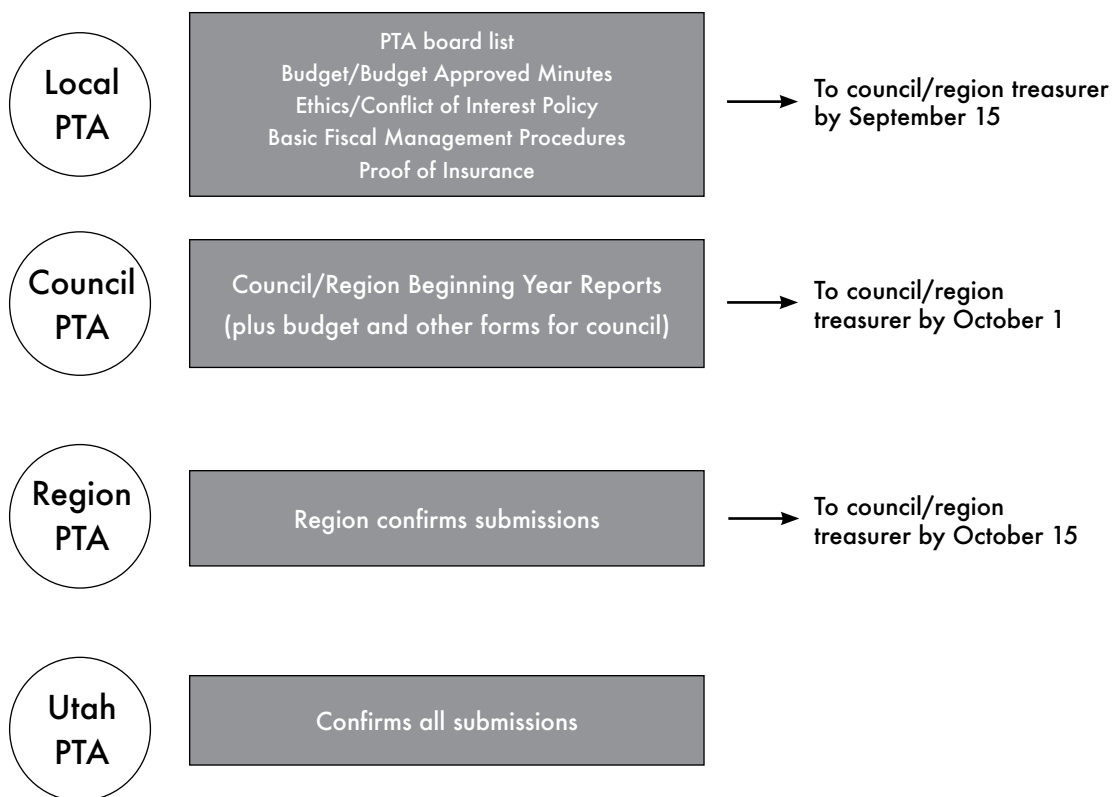 Local
PTA
PTA board list
Budget/Budget Approved Minutes
Ethics/Conflict of Interest Policy
Basic Fiscal Management Procedures
Proof of Insurance
To council/region treasurer
by September 15
Council
PTA
Council/Region Beginning Year Reports
(plus budget and other forms for council)
To council/region
treasurer by October 1
Region
PTA
Region confirms submissions
To council/region
treasurer by October 15
Utah
PTA
Confirms all submissions